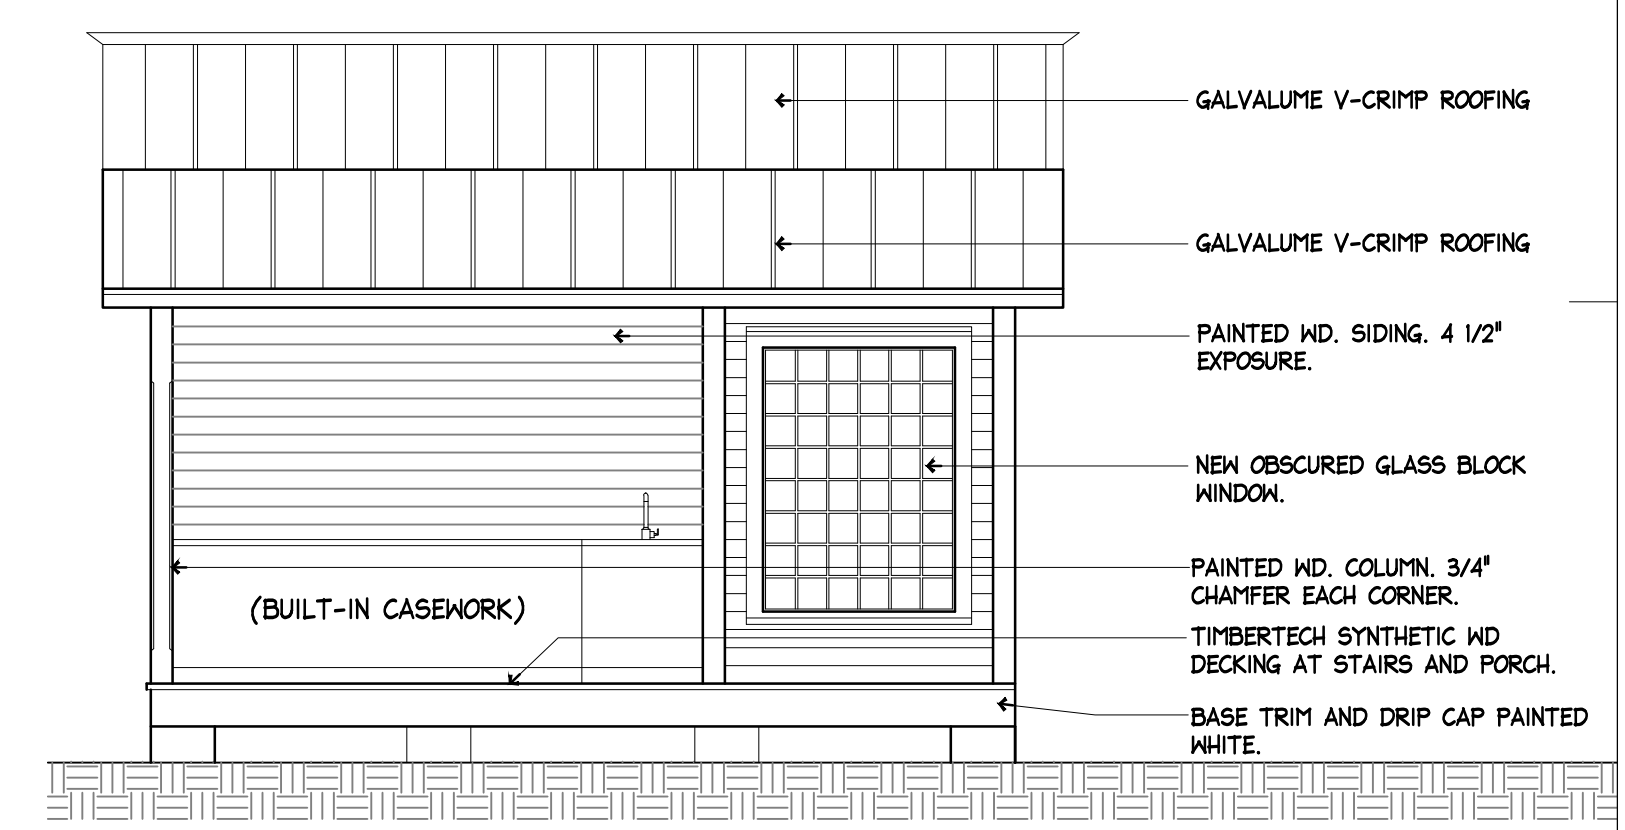 GALVALUME V-CRIMP ROOFING
GALVALUME V-CRIMP ROOFING
PAINTED WD. SIDING. 4 1/2"
EXPOSURE.
NEW OBSCURED GLASS BLOCK
WINDOW.
PAINTED WD. COLUMN. 3/4"
CHAMFER EACH CORNER.
(BUILT-IN CASEWORK)
TIMBERTECH SYNTHETIC WD
DECKING AT STAIRS AND PORCH.
BASE TRIM AND DRIP CAP PAINTED
WHITE.